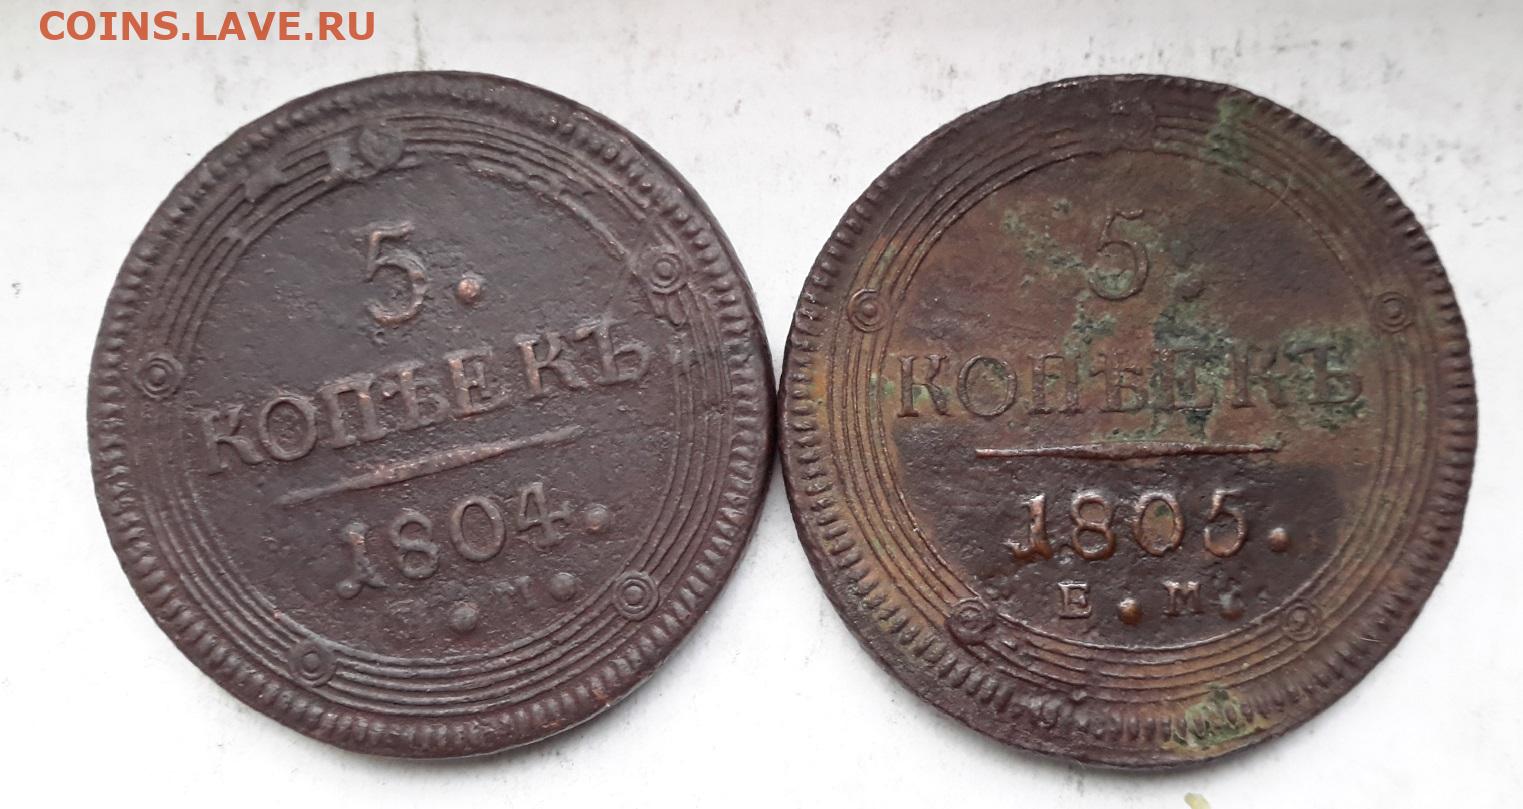 COINS.LAVE.RU
5.
КОПѢЕКЪ
1804.
Е.М.
5.
КОПѢЕКЪ
1805.
Е.М.